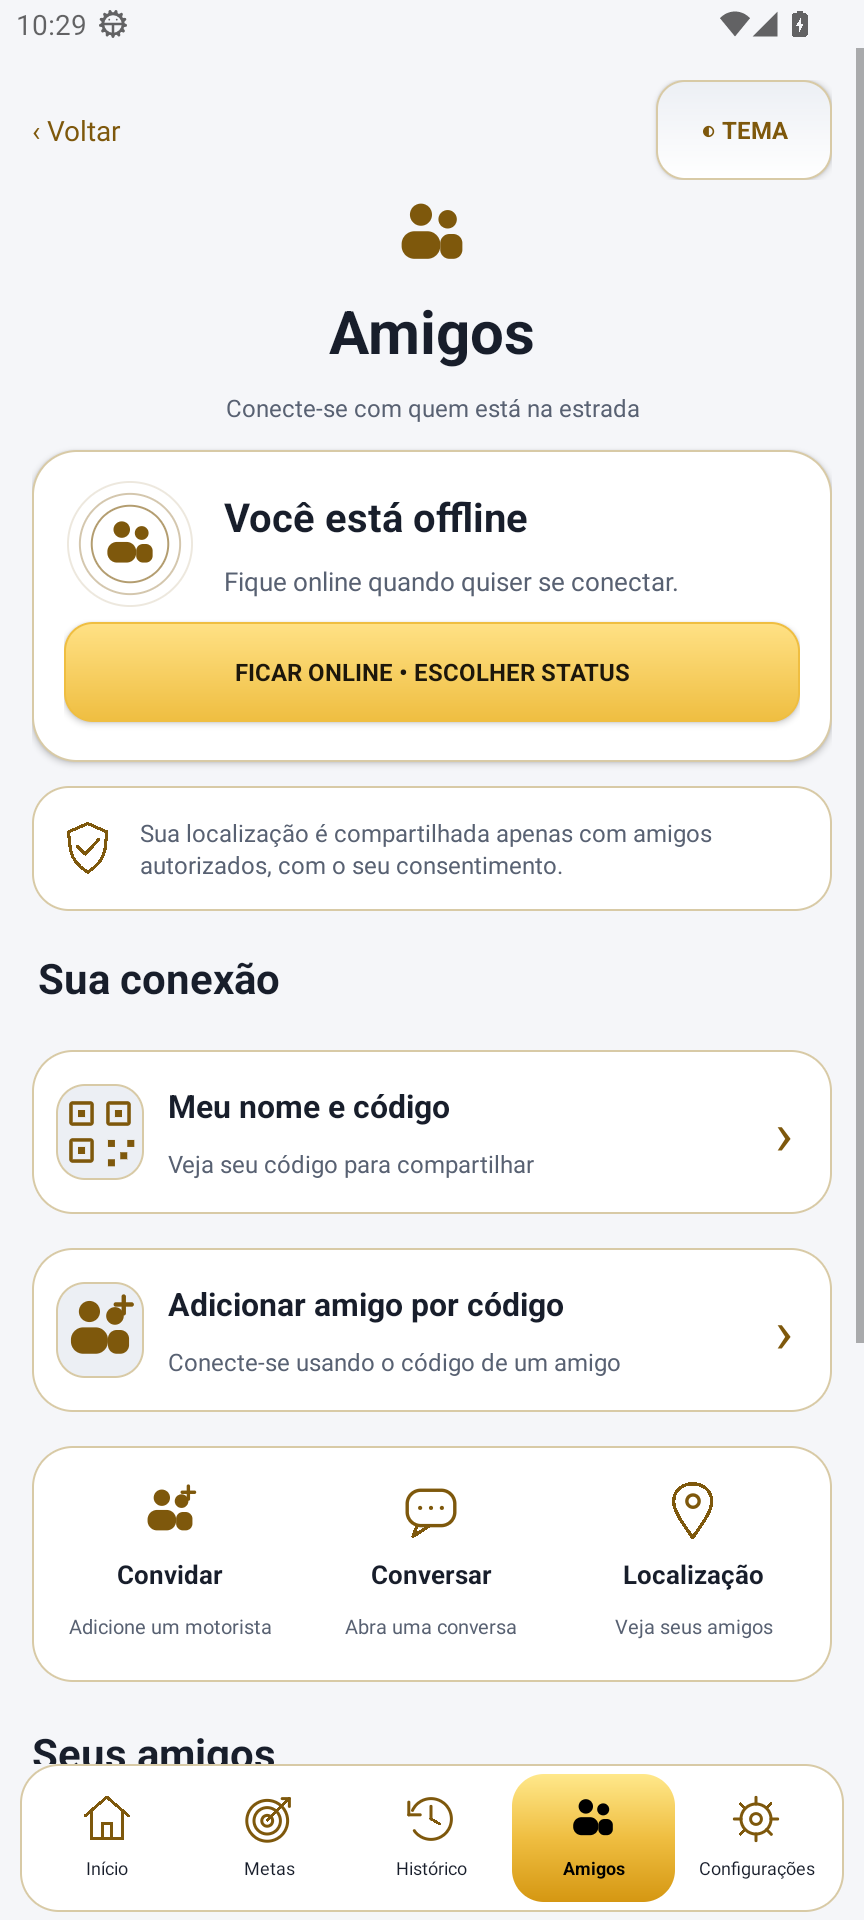 10:29
‹ Voltar
TEMA
Amigos
Conecte-se com quem está na estrada
Você está offline
Fique online quando quiser se conectar.
FICAR ONLINE • ESCOLHER STATUS
Sua localização é compartilhada apenas com amigos
autorizados, com o seu consentimento.
Sua conexão
Meu nome e código
Veja seu código para compartilhar
Adicionar amigo por código
Conecte-se usando o código de um amigo
Convidar
Conversar
Localização
Adicione um motorista
Abra uma conversa
Veja seus amigos
Seus amigos
Início
Metas
Histórico
Amigos
Configurações